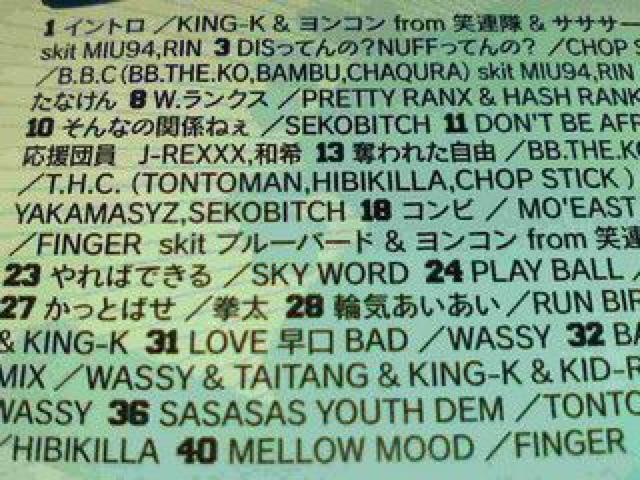 1 イントロ ／KING-K & ヨンコン from 笑連隊 & サササー
skit MIU94,RIN 3 DISってんの?NUFFってんの? ／CHOP S
／B.B.C(BB.THE.KO,BAMBU,CHAQURA) skit MIU94,RIN
たなけん 8 W.ランクス ／PRETTY RANX & HASH RANK
10 そんなの関係ねぇ ／SEKOBITCH 11 DON'T BE AFR
応援団員 J-REXXX,和希 13 奪われた自由 ／BB.THE.KO
／T.H.C. (TONTOMAN,HIBIKILLA,CHOP STICK )
YAKAMASYZ,SEKOBITCH 18 コンビ ／ MO'EAST
／FINGER skit ブルーバード & ヨンコン from 笑連
23 やればできる ／SKY WORD 24 PLAY BALL ／
27 かっとばせ ／拳太 28 輪気あいあい／RUN BIR
& KING-K 31 LOVE 早口 BAD ／WASSY 32 BA
MIX ／WASSY & TAITANG & KING-K & KID-R
WASSY 36 SASASAS YOUTH DEM ／TONTO
／HIBIKILLA 40 MELLOW MOOD ／FINGER